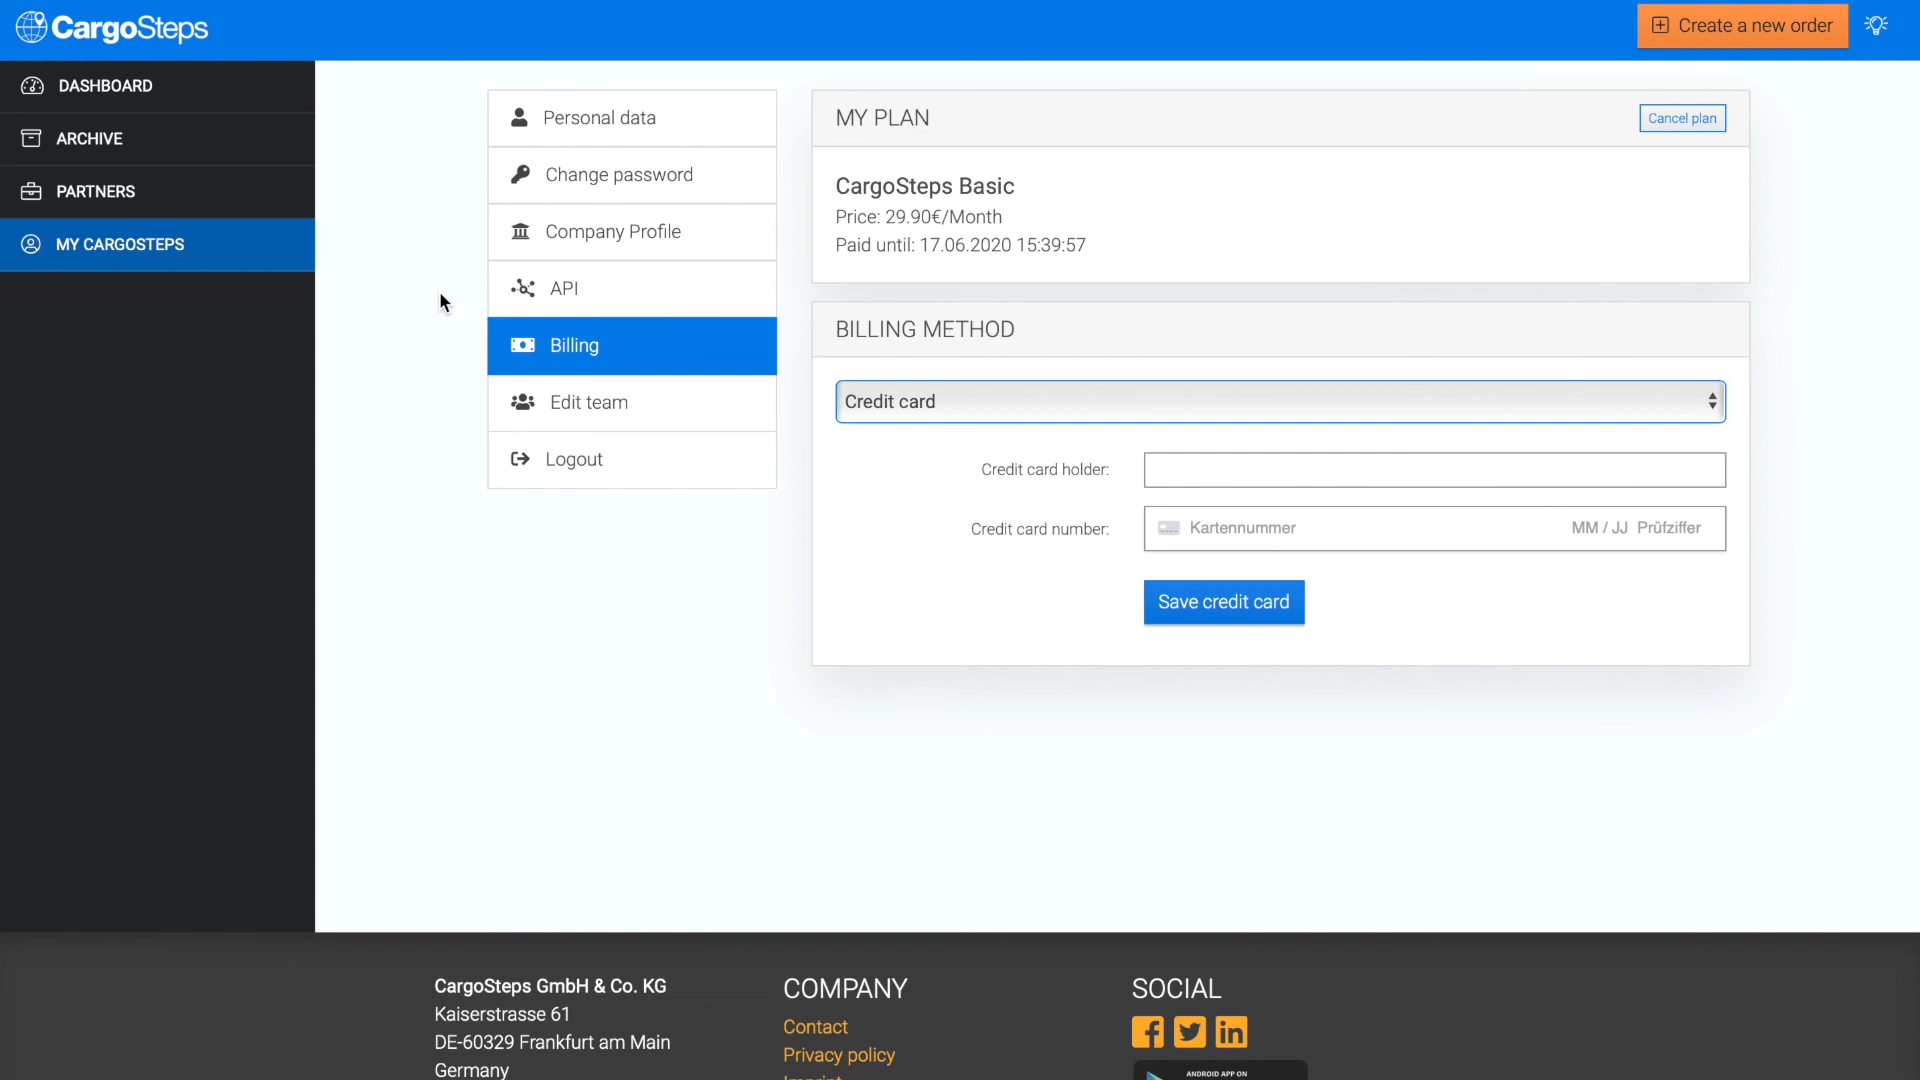 CargoSteps
Create a new order
DASHBOARD
ARCHIVE
PARTNERS
MY CARGOSTEPS
Personal data
Change password
Company Profile
API
Billing
Edit team
Logout
MY PLAN
Cancel plan
CargoSteps Basic
Price: 29.90€/Month
Paid until: 17.06.2020 15:39:57
BILLING METHOD
Credit card
Credit card holder:
Credit card number:
Kartennummer
MM / JJ Prüfziffer
Save credit card
CargoSteps GmbH & Co. KG
Kaiserstrasse 61
DE-60329 Frankfurt am Main
Germany
COMPANY
Contact
Privacy policy
SOCIAL
ANDROID APP ON